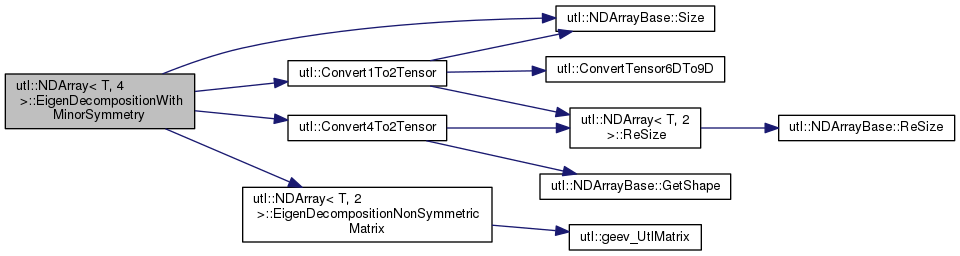 utl::NDArray< T, 4
>::EigenDecompositionWith
MinorSymmetry
utl::Convert1To2Tensor
utl::Convert4To2Tensor
utl::NDArray< T, 2
>::EigenDecompositionNonSymmetric
Matrix
utl::NDArrayBase::Size
utl::ConvertTensor6DTo9D
utl::NDArray< T, 2
>::ReSize
utl::NDArrayBase::GetShape
utl::geev_UtlMatrix
utl::NDArrayBase::ReSize